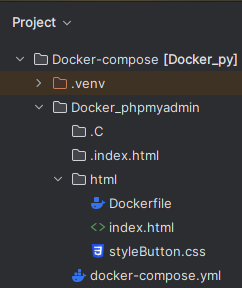 Project
Docker-compose [Docker_py]
.venv
Docker_phpmyadmin
.C
.index.html
html
Dockerfile
index.html
styleButton.css
docker-compose.yml